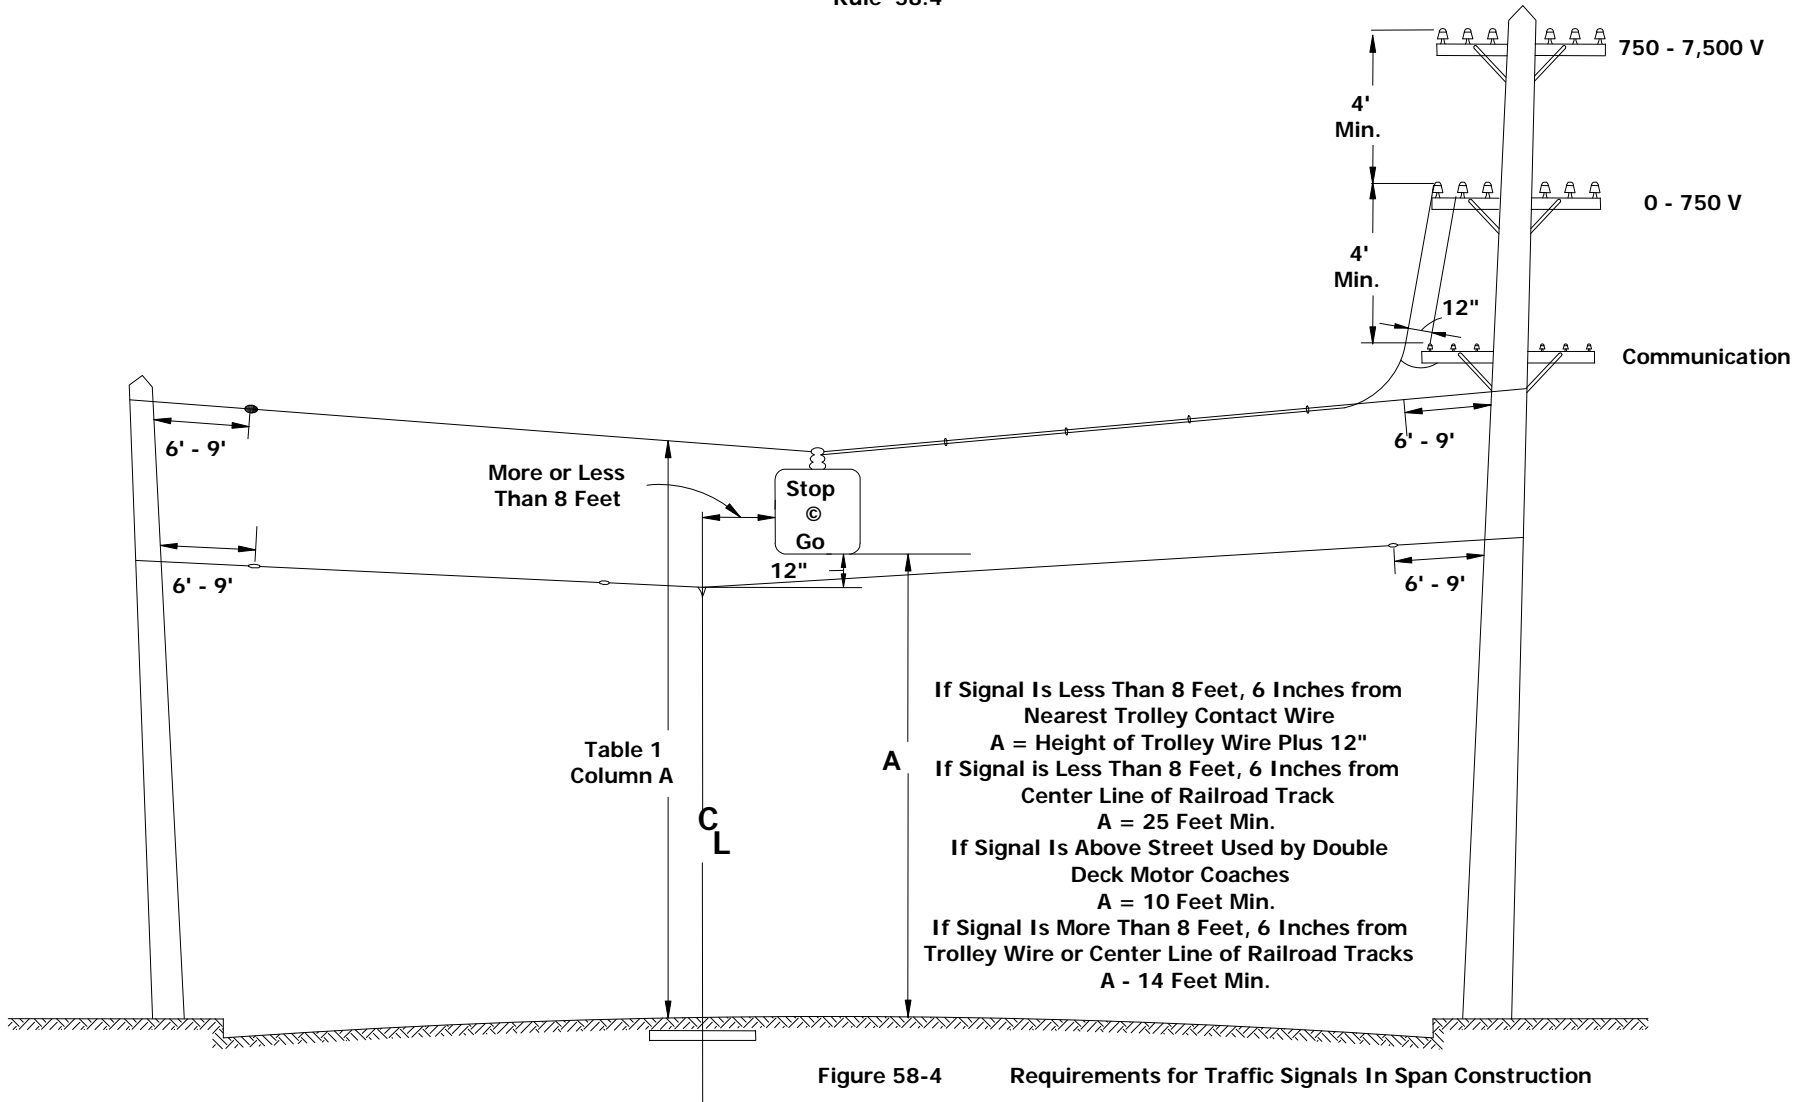 Rule 58.4
750 - 7,500 V
4'
Min.
0 - 750 V
4'
Min.
12"
Communication
6' - 9'
6' - 9'
More or Less
Than 8 Feet
Stop
©
Go
12"
6' - 9'
6' - 9'
If Signal Is Less Than 8 Feet, 6 Inches from
Nearest Trolley Contact Wire
A = Height of Trolley Wire Plus 12"
If Signal is Less Than 8 Feet, 6 Inches from
Center Line of Railroad Track
A = 25 Feet Min.
If Signal Is Above Street Used by Double
Deck Motor Coaches
A = 10 Feet Min.
If Signal Is More Than 8 Feet, 6 Inches from
Trolley Wire or Center Line of Railroad Tracks
A - 14 Feet Min.
Table 1
Column A
A
C
L
Figure 58-4 Requirements for Traffic Signals In Span Construction